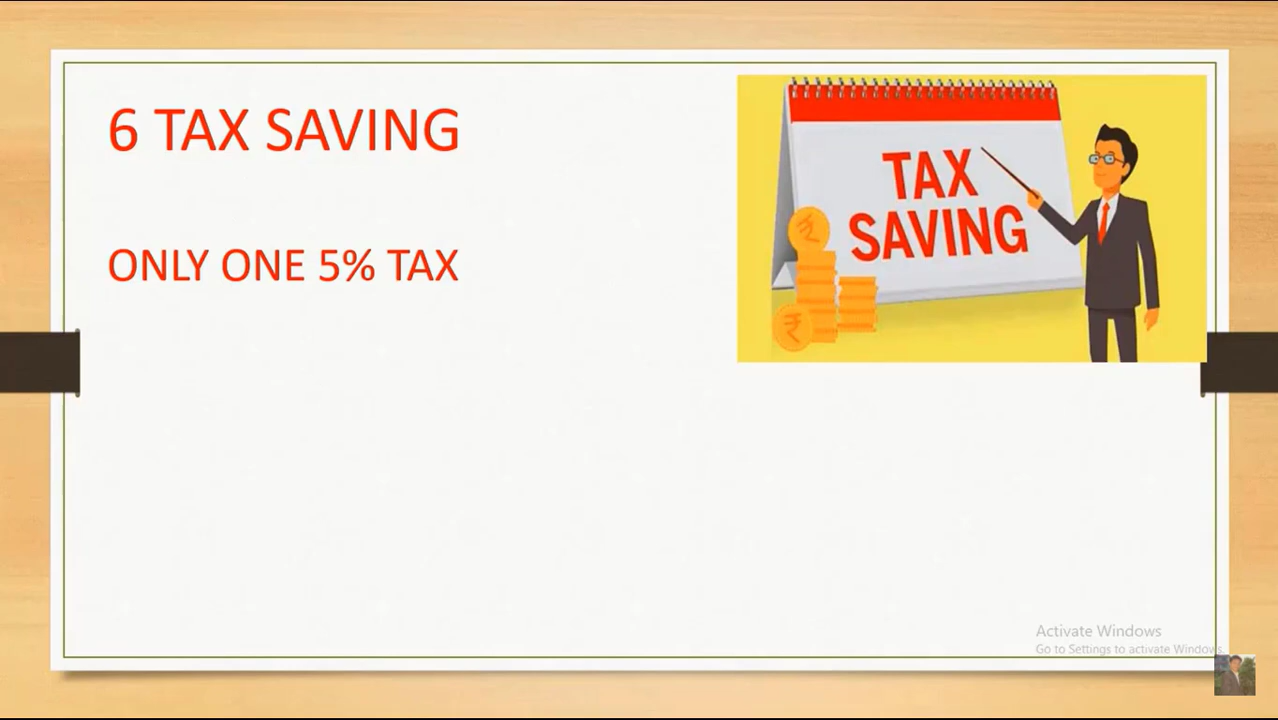 6 TAX SAVING
ONLY ONE 5% TAX
TAX
SAVING
₹
₹
Activate Windows
Go to Settings to activate Windows.